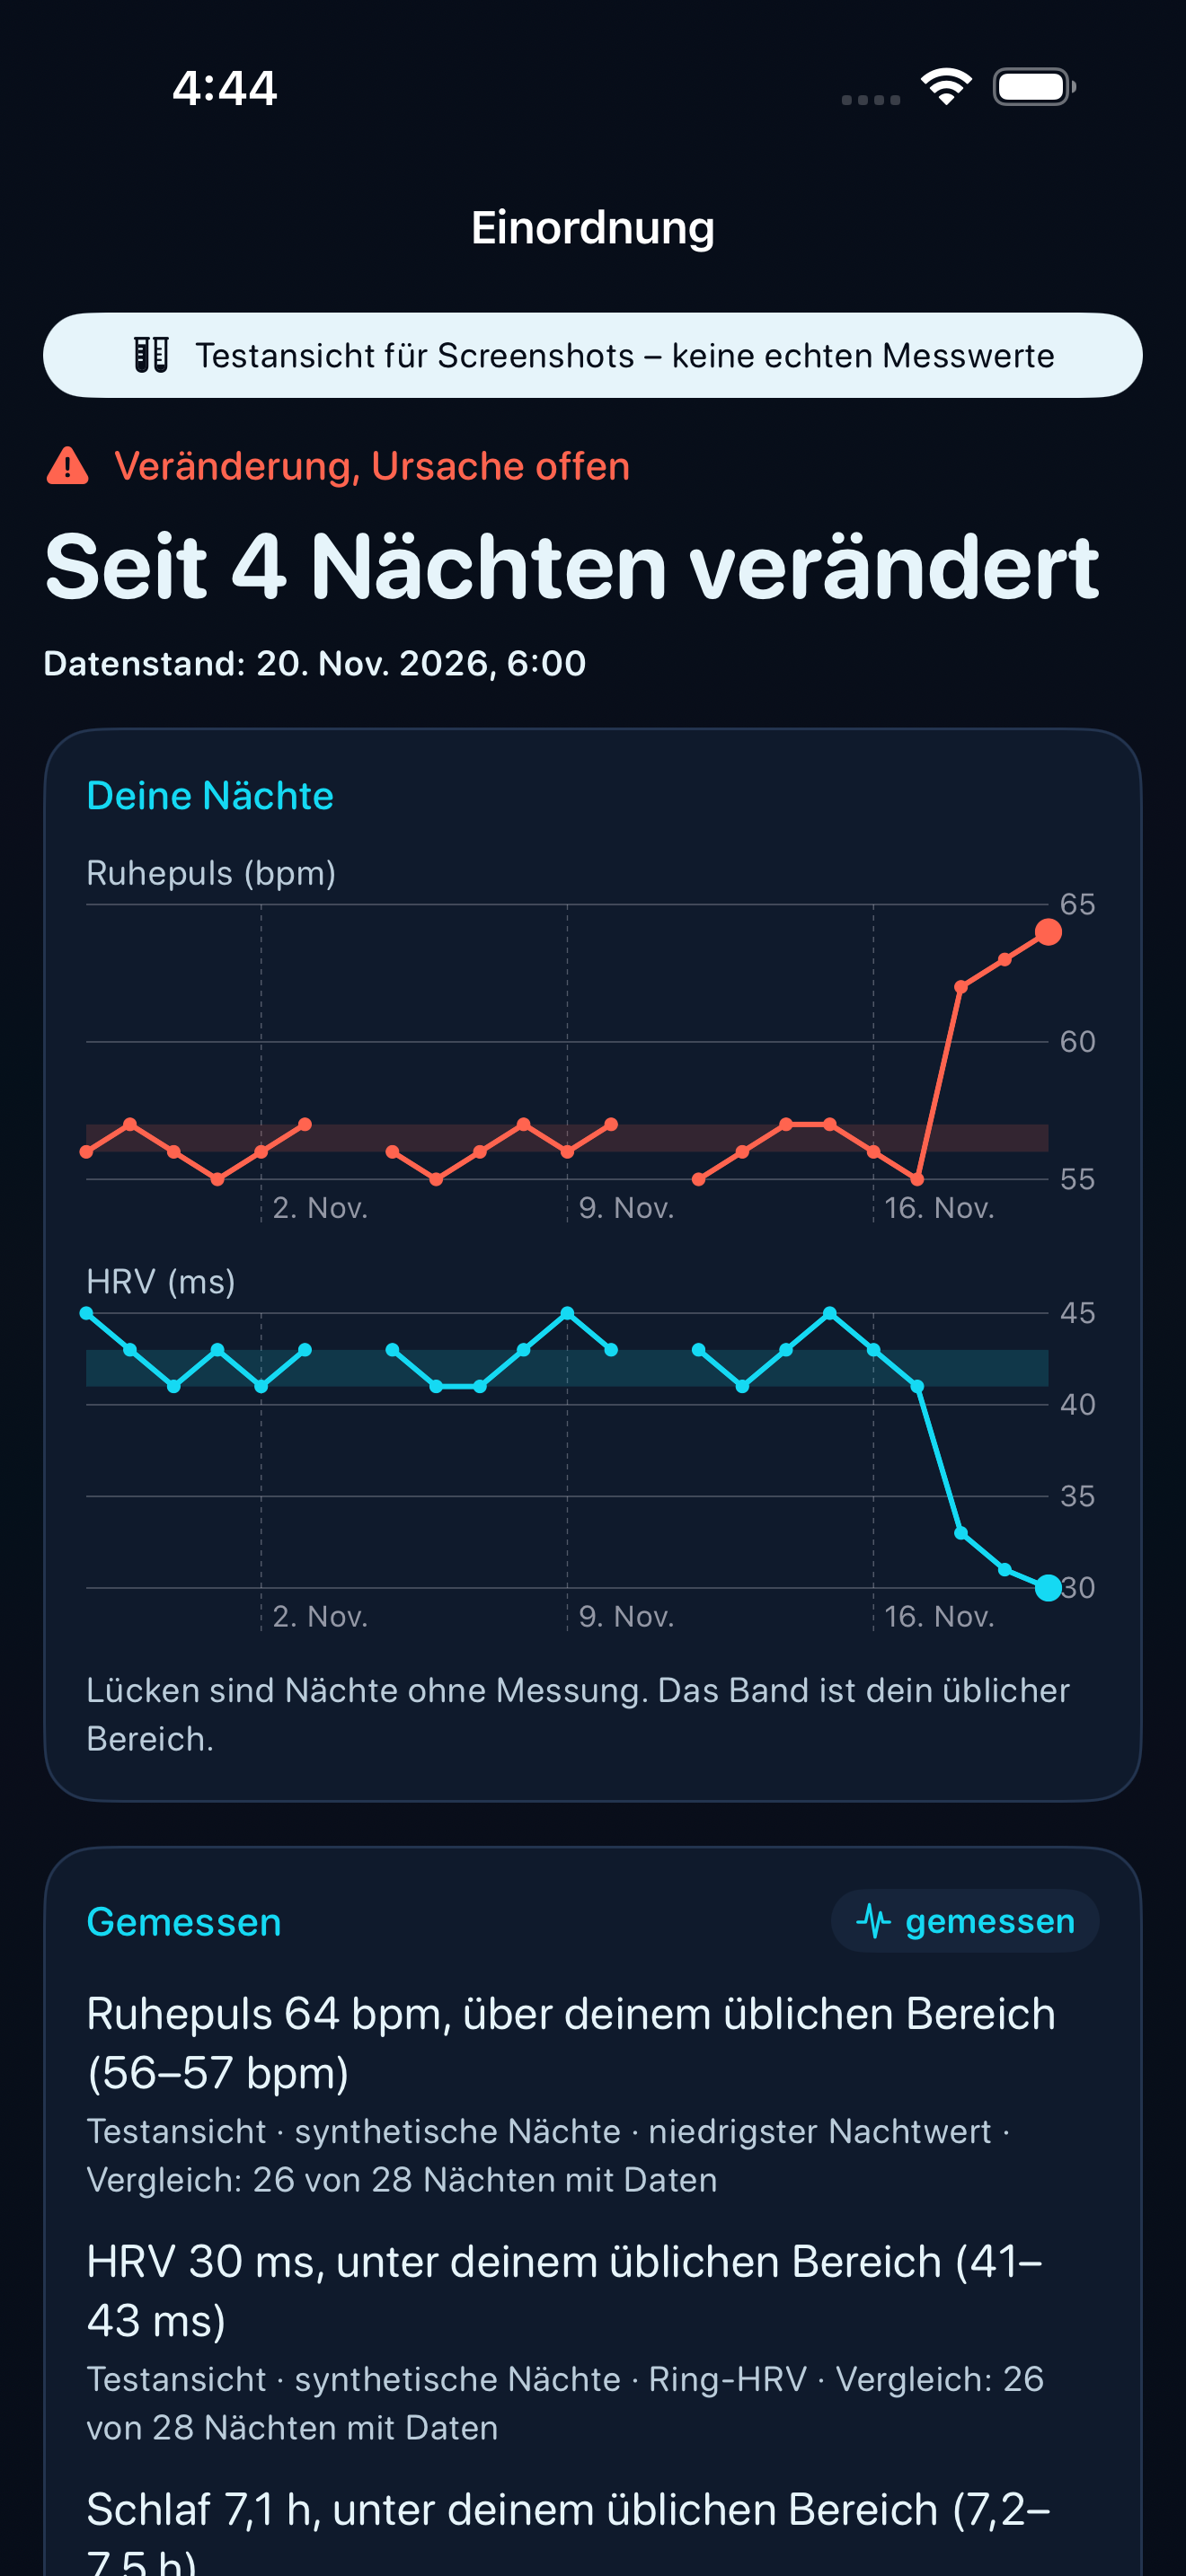 4:44
Einordnung
Testansicht für Screenshots – keine echten Messwerte
Veränderung, Ursache offen
Seit 4 Nächten verändert
Datenstand: 20. Nov. 2026, 6:00
Deine Nächte
Ruhepuls (bpm)
65
60
55
2. Nov.
9. Nov.
16. Nov.
HRV (ms)
45
40
35
30
2. Nov.
9. Nov.
16. Nov.
Lücken sind Nächte ohne Messung. Das Band ist dein üblicher
Bereich.
Gemessen
gemessen
Ruhepuls 64 bpm, über deinem üblichen Bereich
(56–57 bpm)
Testansicht · synthetische Nächte · niedrigster Nachtwert ·
Vergleich: 26 von 28 Nächten mit Daten
HRV 30 ms, unter deinem üblichen Bereich (41–
43 ms)
Testansicht · synthetische Nächte · Ring-HRV · Vergleich: 26
von 28 Nächten mit Daten
Schlaf 7,1 h, unter deinem üblichen Bereich (7,2–
7,5 h)